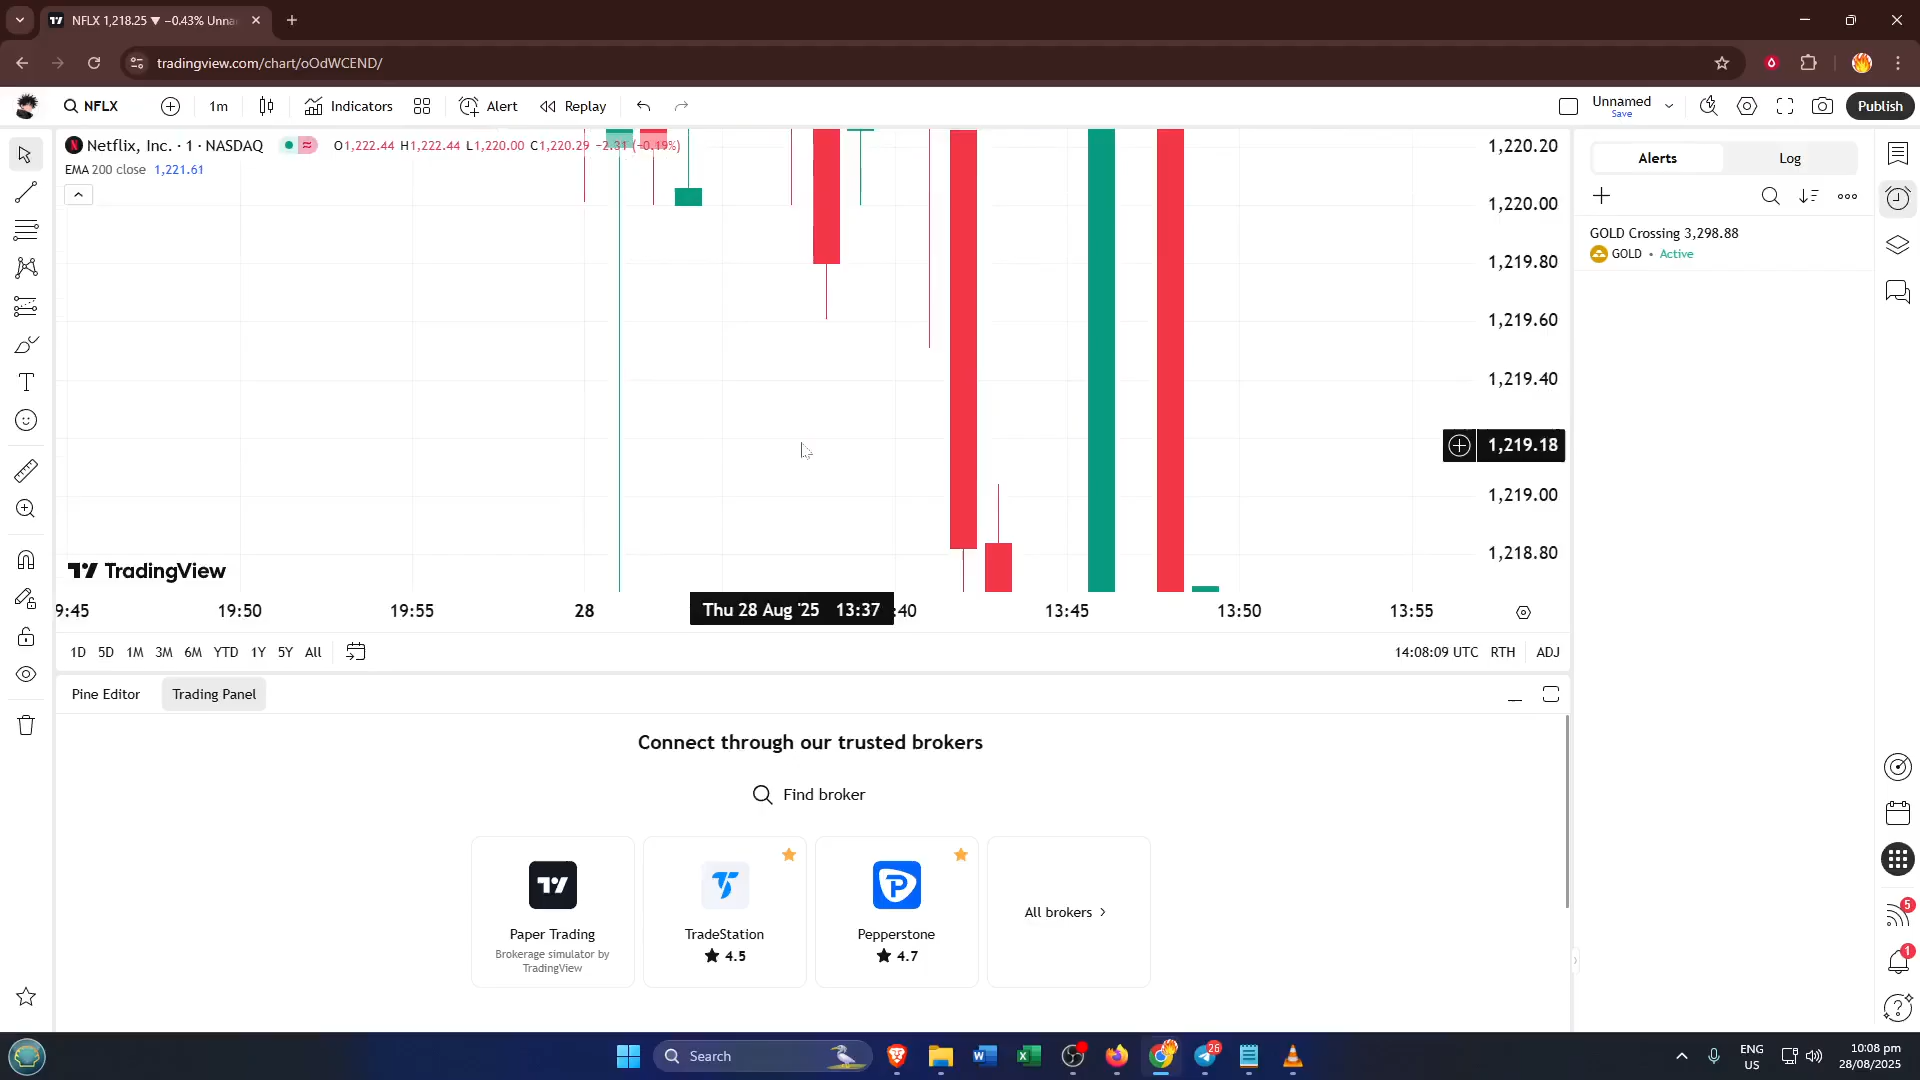 NFLX 1,218.25 ▼ −0.43% Unna
tradingview.com/chart/oOdWCEND/
NFLX
1m
Indicators
Alert
Replay
Unnamed
Save
Publish
Netflix, Inc. · 1 · NASDAQ
O1,222.44 H1,222.44 L1,220.00 C1,220.29 −2.31 (−0.19%)
EMA 200 close 1,221.61
1,220.20
1,220.00
1,219.80
1,219.60
1,219.40
1,219.18
1,219.00
1,218.80
TradingView
9:45
19:50
19:55
28
Thu 28 Aug '25 13:37
:40
13:45
13:50
13:55
1D 5D 1M 3M 6M YTD 1Y 5Y All
14:08:09 UTC RTH ADJ
Alerts
Log
GOLD Crossing 3,298.88
GOLD • Active
Pine Editor
Trading Panel
Connect through our trusted brokers
Find broker
Paper Trading
Brokerage simulator by
TradingView
TradeStation
4.5
Pepperstone
4.7
All brokers
5
1
Search
26
ENG
US
10:08 pm
28/08/2025